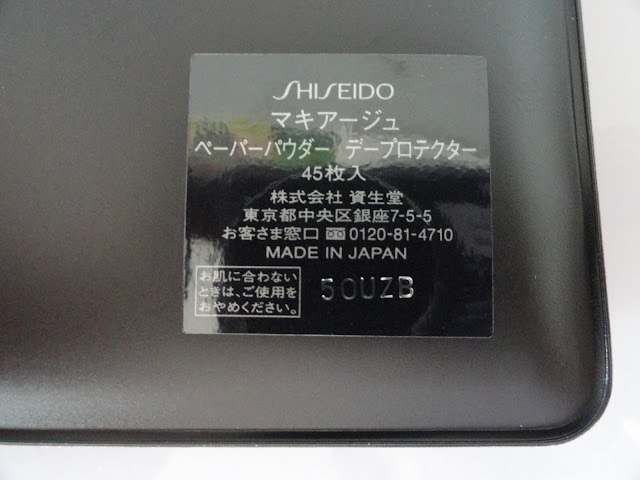 SHISEIDO
マキアージュ
ペーパーパウダー デープロテクター
45枚入
株式会社 資生堂
東京都中央区銀座7-5-5
お客さま窓口 0120-81-4710
MADE IN JAPAN
お肌に合わない
ときは、ご使用を
おやめください。
50UZB